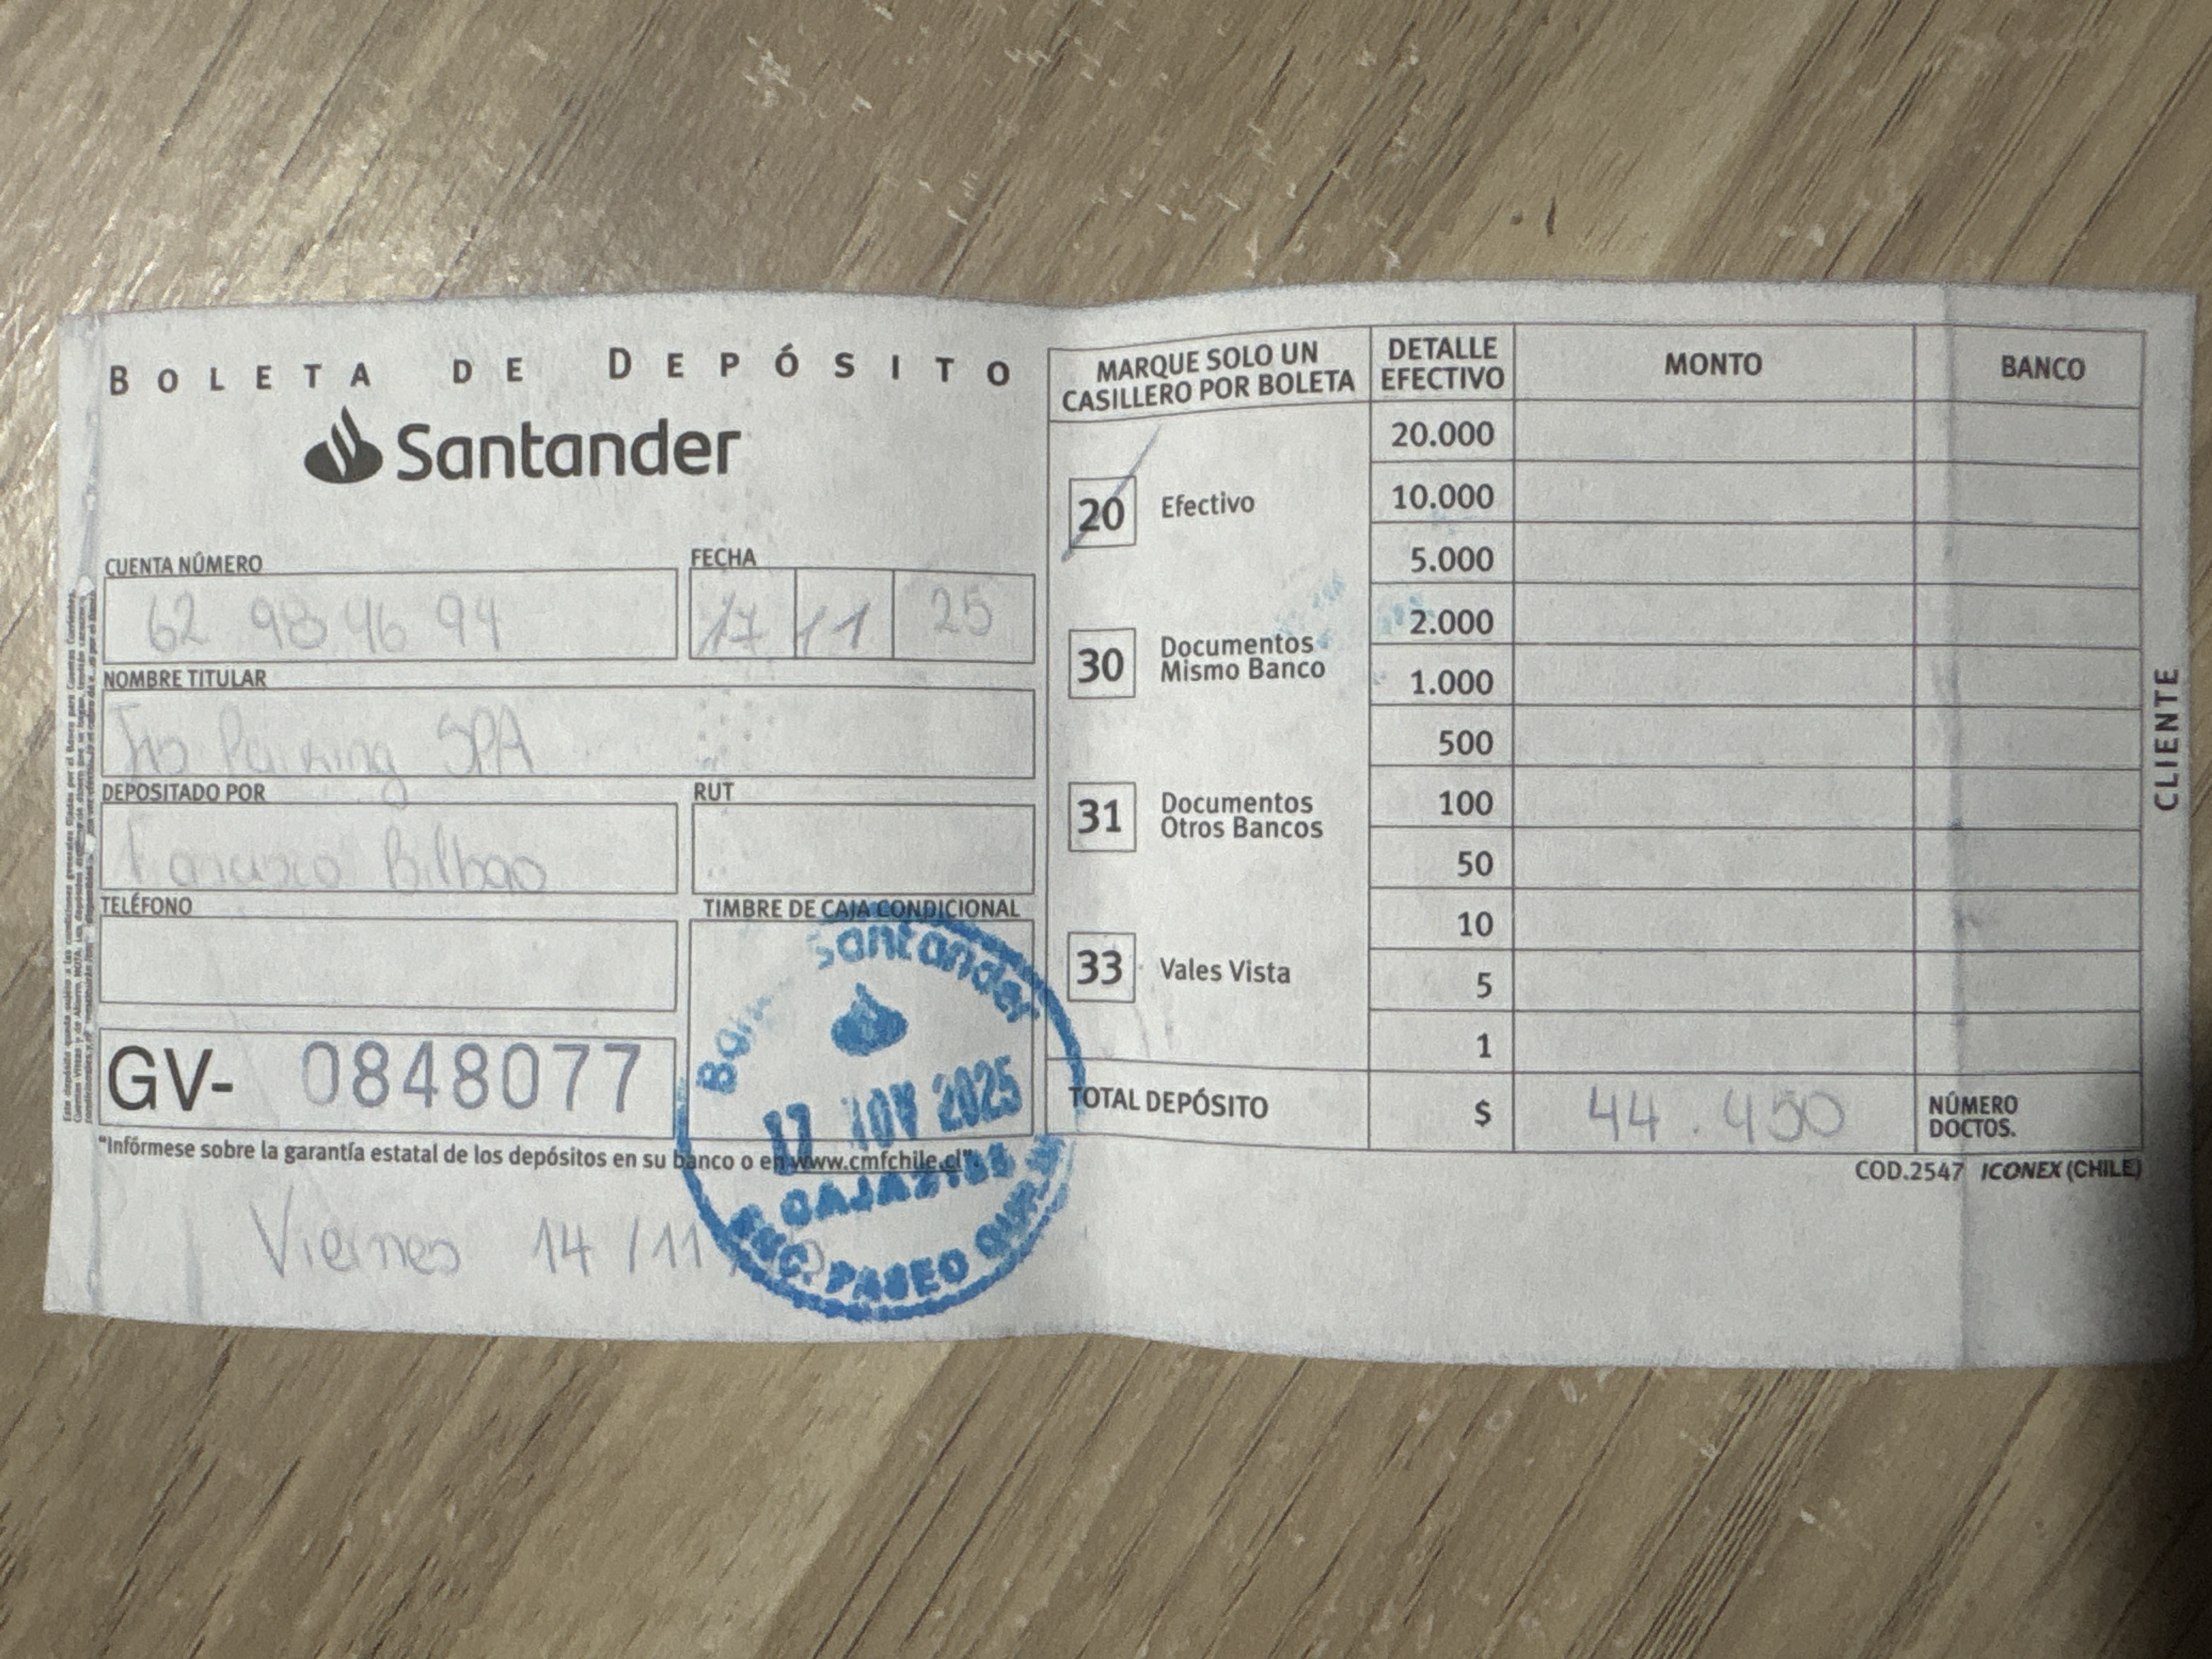 BOLETA DE DEPÓSITO
Santander
CUENTA NÚMERO
62 98 96 94
FECHA
17 11 25
NOMBRE TITULAR
Parking SPA
DEPOSITADO POR
Francisco Bilbao
RUT
TELÉFONO
TIMBRE DE CAJA CONDICIONAL
GV- 0848077
"Infórmese sobre la garantía estatal de los depósitos en su banco o en www.cmfchile.cl".
Viernes 14/11
Santander
17 NOV 2025
SUC. PASEO
MARQUE SOLO UN
CASILLERO POR BOLETA
20 Efectivo
30 Documentos
Mismo Banco
31 Documentos
Otros Bancos
33 Vales Vista
DETALLE
EFECTIVO
MONTO
BANCO
20.000
10.000
5.000
2.000
1.000
500
100
50
10
5
1
TOTAL DEPÓSITO $ 44.450
NÚMERO
DOCTOS.
COD.2547 ICONEX (CHILE)
CLIENTE